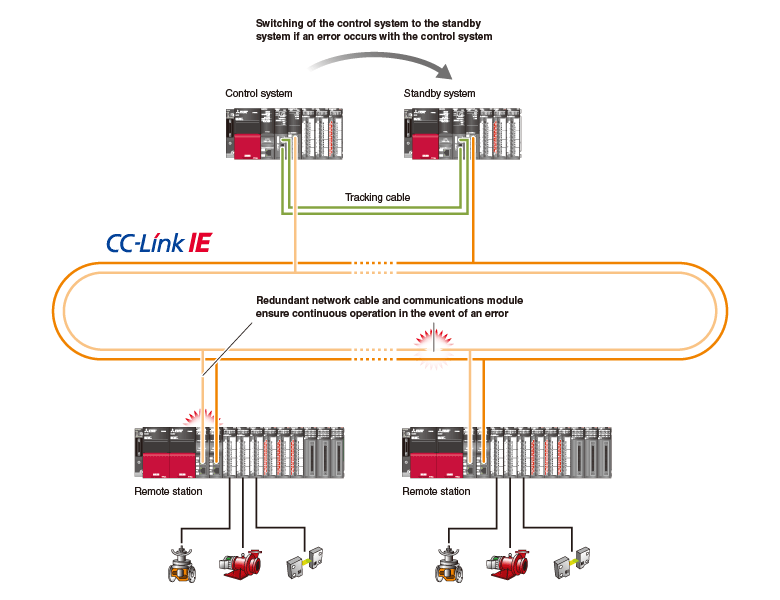 Switching of the control system to the standby
system if an error occurs with the control system
Control system
Standby system
Tracking cable
CC-Link IE
Redundant network cable and communications module
ensure continuous operation in the event of an error
Remote station
Remote station